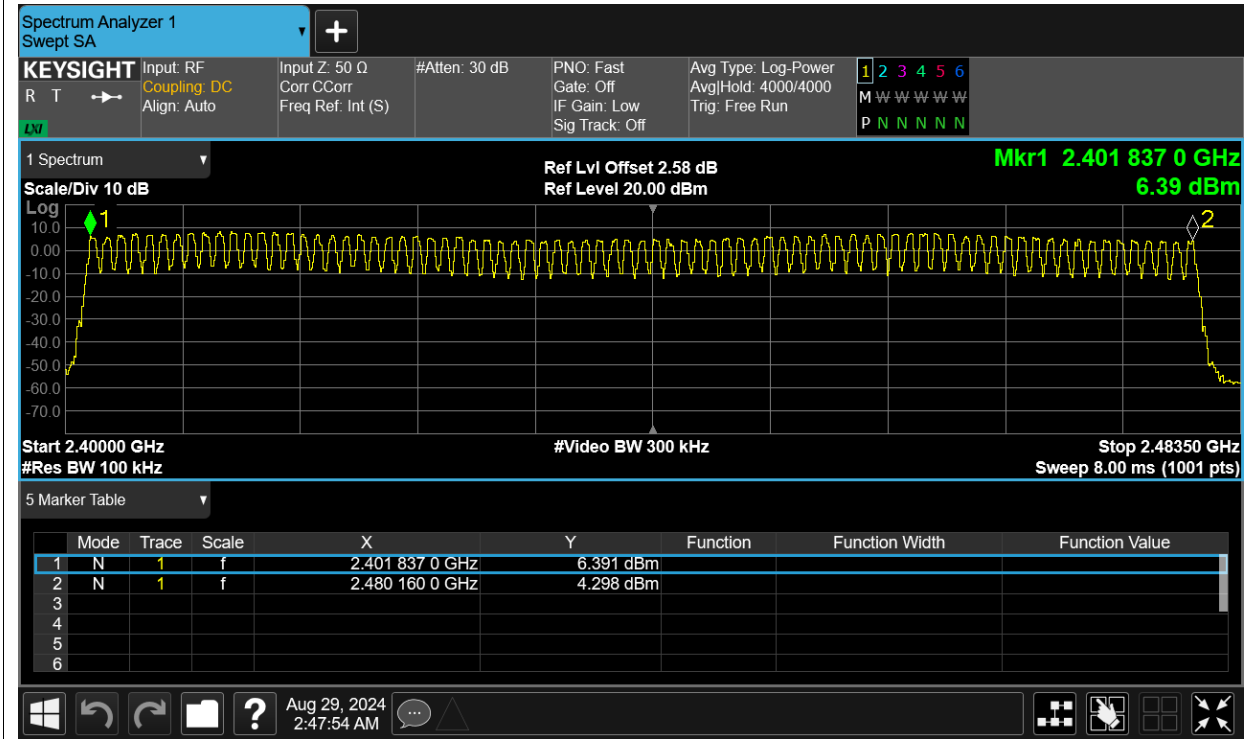 Spectrum Analyzer 1
Swept SA
+
KEYSIGHT
R T
LXI
Input: RF
Coupling: DC
Align: Auto
Input Z: 50 Ω
Corr CCorr
Freq Ref: Int (S)
#Atten: 30 dB
PNO: Fast
Gate: Off
IF Gain: Low
Sig Track: Off
Avg Type: Log-Power
Avg|Hold: 4000/4000
Trig: Free Run
1 2 3 4 5 6
M W W W W W
P N N N N N
1 Spectrum
Scale/Div 10 dB
Ref Lvl Offset 2.58 dB
Ref Level 20.00 dBm
Mkr1 2.401 837 0 GHz
6.39 dBm
Log
1
2
10.0
0.00
-10.0
-20.0
-30.0
-40.0
-50.0
-60.0
-70.0
Start 2.40000 GHz
#Res BW 100 kHz
#Video BW 300 kHz
Stop 2.48350 GHz
Sweep 8.00 ms (1001 pts)
5 Marker Table
Mode Trace Scale X Y Function Function Width Function Value
1 N 1 f 2.401 837 0 GHz 6.391 dBm
2 N 1 f 2.480 160 0 GHz 4.298 dBm
3
4
5
6
?
Aug 29, 2024
2:47:54 AM